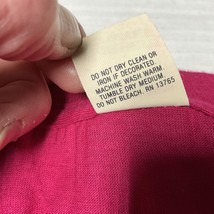 DO NOT DRY CLEAN OR
IRON IF DECORATED.
MACHINE WASH WARM.
TUMBLE DRY MEDIUM.
DO NOT BLEACH. RN 13765